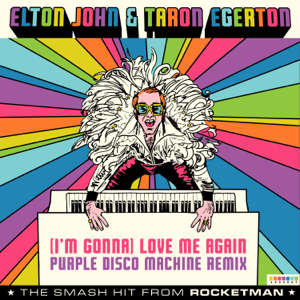 ELTON JOHN & TARON EGERTON
(I'M GONNA) LOVE ME AGAIN
PURPLE DISCO MACHINE REMIX
★ THE SMASH HIT FROM ROCKETMAN ★